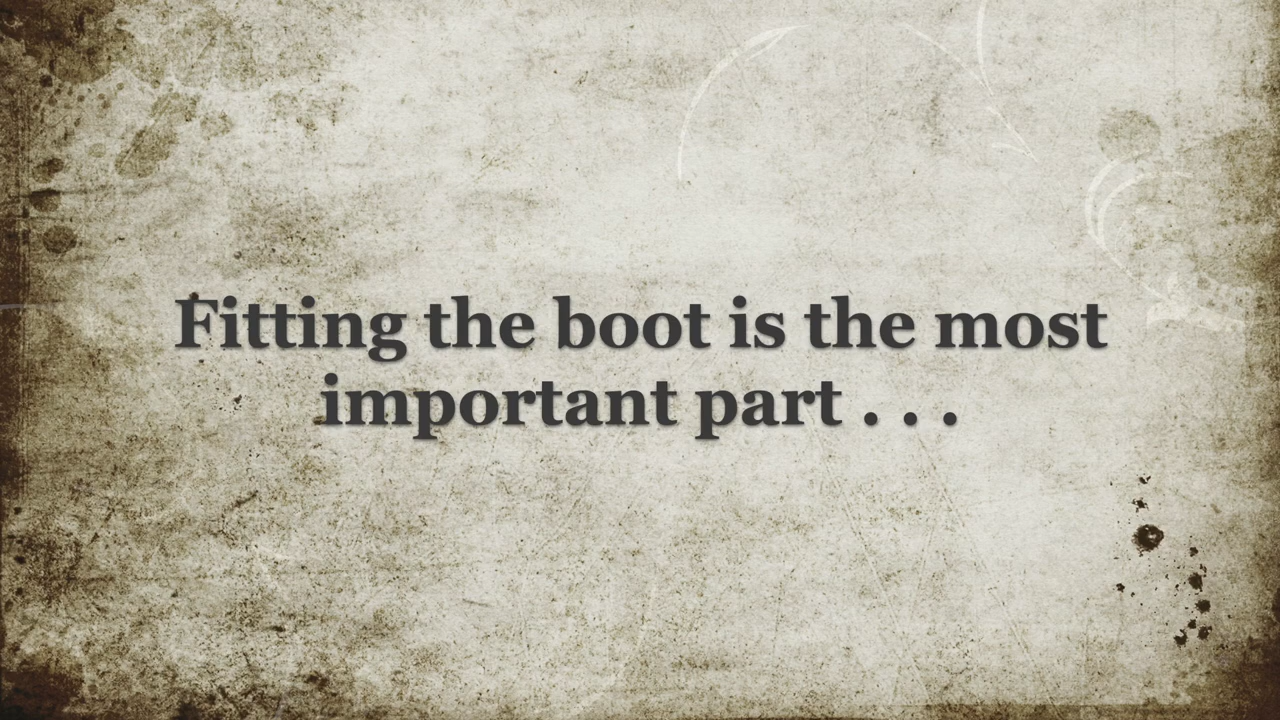 Fitting the boot is the most
important part . . .